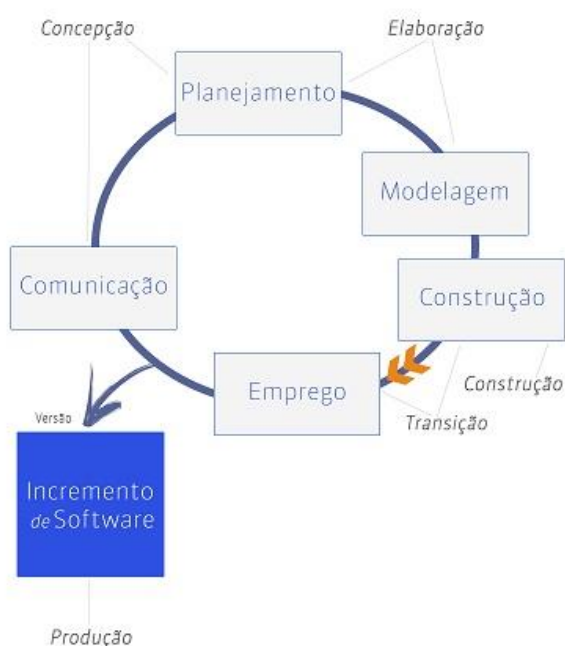 Concepção
Elaboração
Planejamento
Modelagem
Comunicação
Construção
Emprego
Construção
Transição
Versão
Incremento
de Software
Produção